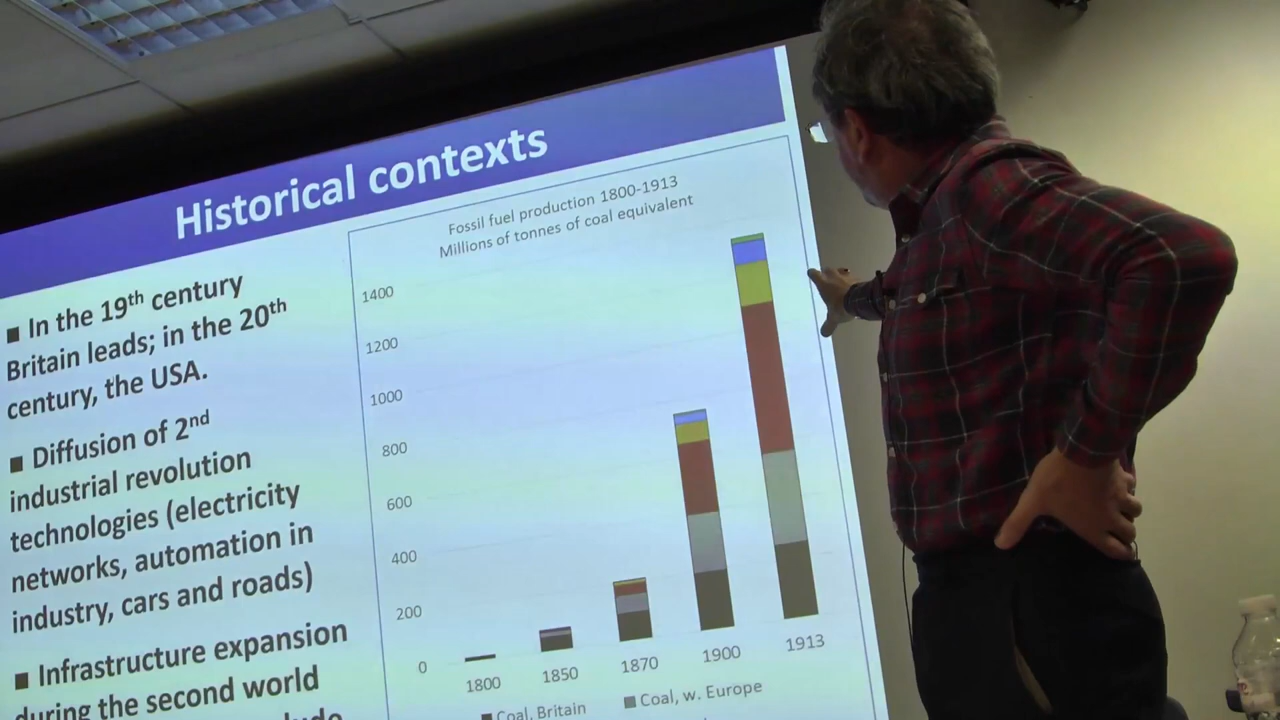 Historical contexts
■ In the 19th century
Britain leads; in the 20th
century, the USA.
■ Diffusion of 2nd
industrial revolution
technologies (electricity
networks, automation in
industry, cars and roads)
■ Infrastructure expansion
during the second world
Fossil fuel production 1800-1913
Millions of tonnes of coal equivalent
1400
1200
1000
800
600
400
200
0
1800
1850
1870
1900
1913
Coal, Britain
Coal, w. Europe